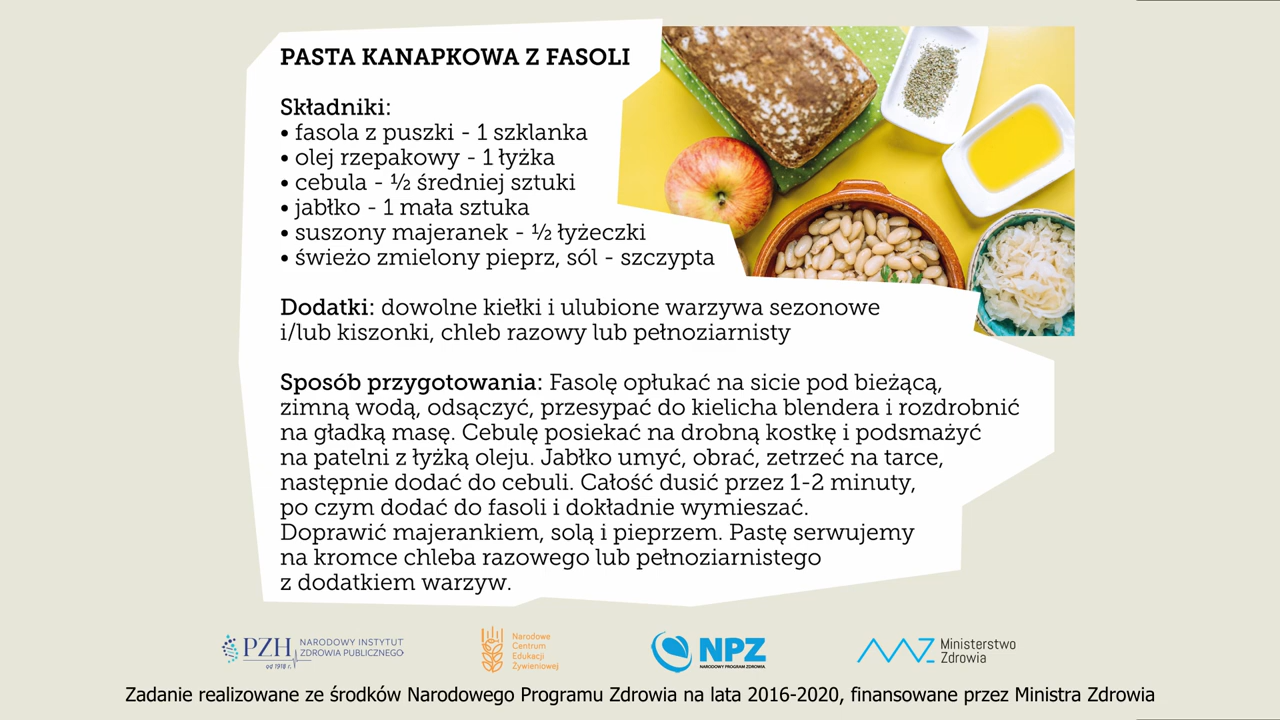 PASTA KANAPKOWA Z FASOLI
Składniki:
• fasola z puszki - 1 szklanka
• olej rzepakowy - 1 łyżka
• cebula - ½ średniej sztuki
• jabłko - 1 mała sztuka
• suszony majeranek - ½ łyżeczki
• świeżo zmielony pieprz, sól - szczypta
Dodatki: dowolne kiełki i ulubione warzywa sezonowe
i/lub kiszonki, chleb razowy lub pełnoziarnisty
Sposób przygotowania: Fasolę opłukać na sicie pod bieżącą,
zimną wodą, odsączyć, przesypać do kielicha blendera i rozdrobnić
na gładką masę. Cebulę posiekać na drobną kostkę i podsmażyć
na patelni z łyżką oleju. Jabłko umyć, obrać, zetrzeć na tarce,
następnie dodać do cebuli. Całość dusić przez 1-2 minuty,
po czym dodać do fasoli i dokładnie wymieszać.
Doprawić majerankiem, solą i pieprzem. Pastę serwujemy
na kromce chleba razowego lub pełnoziarnistego
z dodatkiem warzyw.
PZH
od 1918 r.
NARODOWY INSTYTUT
ZDROWIA PUBLICZNEGO
Narodowe
Centrum
Edukacji
Żywieniowej
NPZ
NARODOWY PROGRAM ZDROWIA
Ministerstwo
Zdrowia
Zadanie realizowane ze środków Narodowego Programu Zdrowia na lata 2016-2020, finansowane przez Ministra Zdrowia